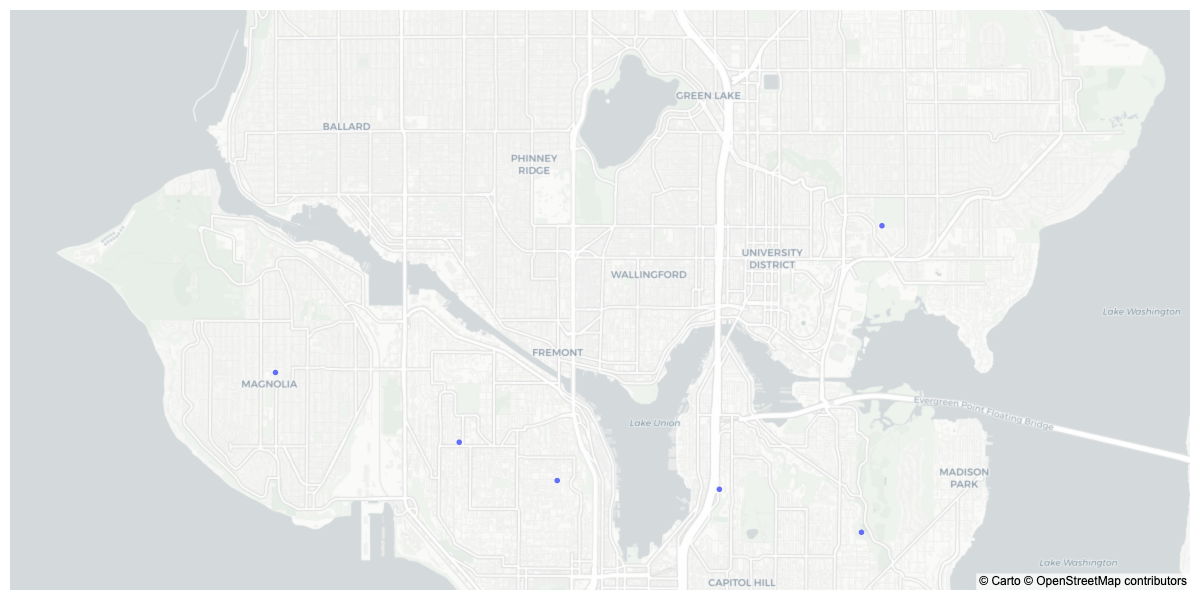 GREEN LAKE
BALLARD
PHINNEY
RIDGE
UNIVERSITY
DISTRICT
WALLINGFORD
Lake Washington
FREMONT
MAGNOLIA
Evergreen Point Floating Bridge
Lake Union
MADISON
PARK
Lake Washington
CAPITOL HILL
© Carto © OpenStreetMap contributors